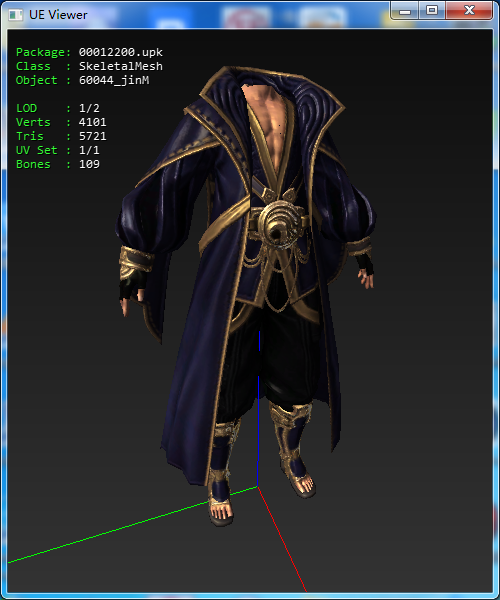 UE Viewer
Package: 00012200.upk
Class  : SkeletalMesh
Object : 60044_jinM
LOD    : 1/2
Verts  : 4101
Tris   : 5721
UV Set : 1/1
Bones  : 109